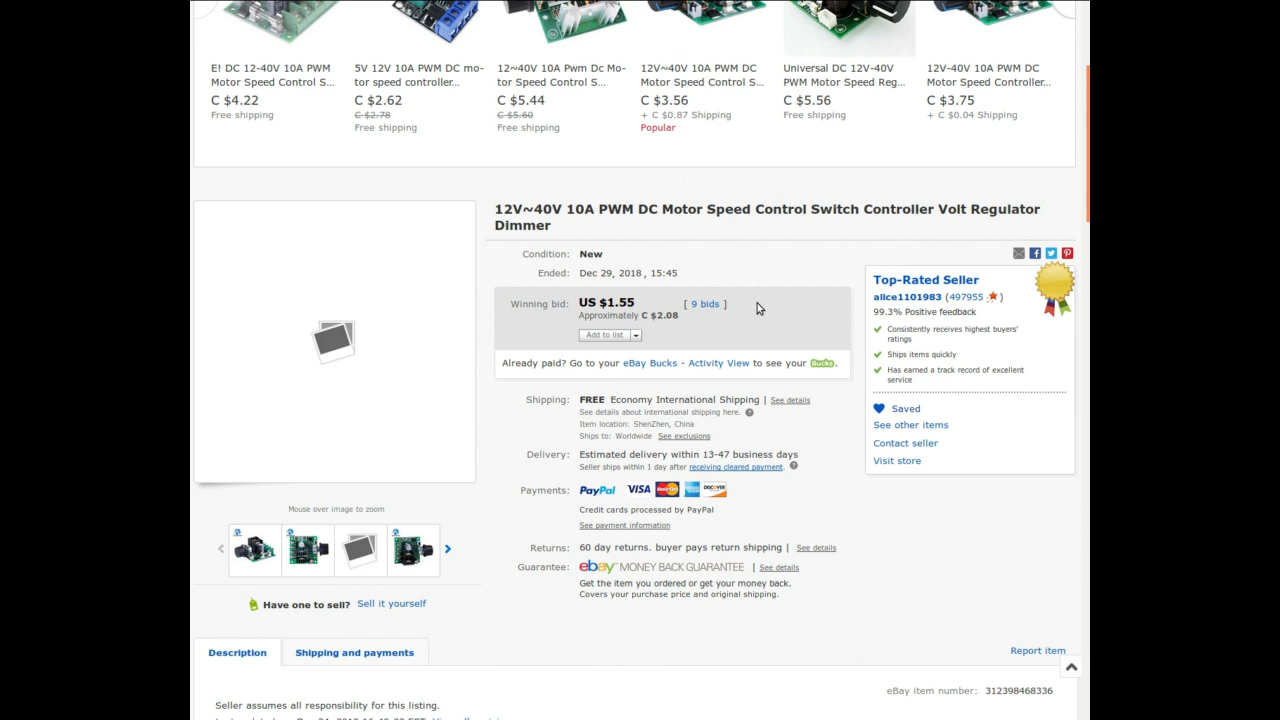 E! DC 12-40V 10A PWM
Motor Speed Control S...
C $4.22
Free shipping
5V 12V 10A PWM DC mo-
tor speed controller...
C $2.62
C $2.78
Free shipping
12~40V 10A Pwm Dc Mo-
tor Speed Control S...
C $5.44
C $5.60
Free shipping
12V~40V 10A PWM DC
Motor Speed Control S...
C $3.56
+ C $0.87 Shipping
Popular
Universal DC 12V-40V
PWM Motor Speed Reg...
C $5.56
Free shipping
12V-40V 10A PWM DC
Motor Controller...
C $3.75
+ C $0.04 Shipping
12V~40V 10A PWM DC Motor Speed Control Switch Controller Volt Regulator
Dimmer
Condition: New
Ended: Dec 29, 2018 , 15:45
Winning bid: US $1.55 [ 9 bids ]
Approximately C $2.08
Add to list
Already paid? Go to your eBay Bucks - Activity View to see your Bucks.
Shipping: FREE Economy International Shipping | See details
See details about international shipping here.
Item location: ShenZhen, China
Ships to: Worldwide See exclusions
Delivery: Estimated delivery within 13-47 business days
Seller ships within 1 day after receiving cleared payment.
Payments: PayPal VISA MasterCard DISCOVER
Credit cards processed by PayPal
See payment information
Returns: 60 day returns. buyer pays return shipping | See details
Guarantee: ebay MONEY BACK GUARANTEE | See details
Get the item you ordered or get your money back.
Covers your purchase price and original shipping.
Top-Rated Seller
alice1101983 (497955 )
99.3% Positive feedback
Consistently receives highest buyers'
ratings
Ships items quickly
Has earned a track record of excellent
service
Saved
See other items
Contact seller
Visit store
Mouse over image to zoom
Have one to sell? Sell it yourself
Description
Shipping and payments
Report item
eBay item number: 312398468336
Seller assumes all responsibility for this listing.